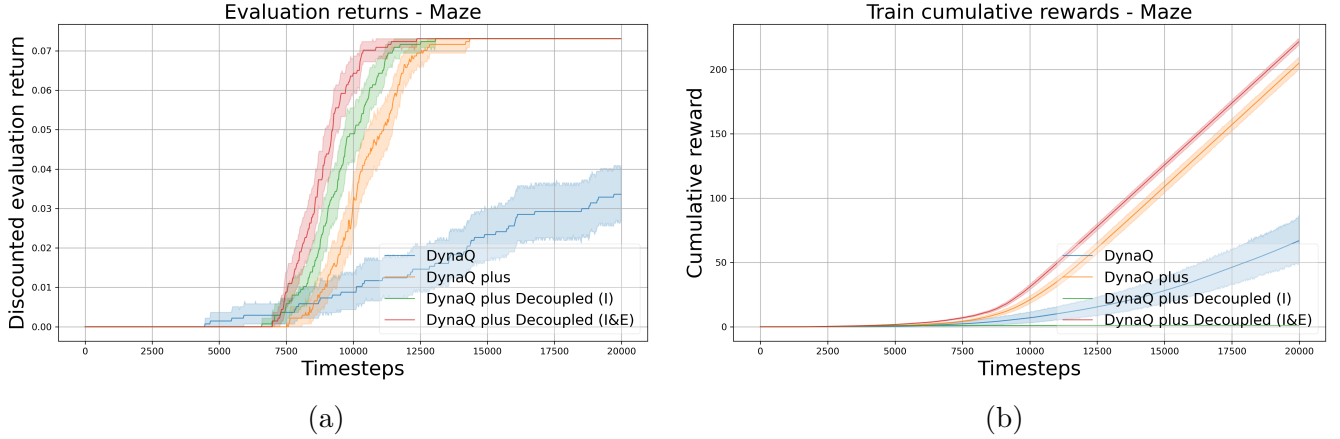 Evaluation returns - Maze
Discounted evaluation return
0.07
0.06
0.05
0.04
0.03
0.02
0.01
0.00
DynaQ
DynaQ plus
DynaQ plus Decoupled (I)
DynaQ plus Decoupled (I&E)
0 2500 5000 7500 10000 12500 15000 17500 20000
Timesteps
(a)
Train cumulative rewards - Maze
Cumulative reward
200
150
100
50
0
DynaQ
DynaQ plus
DynaQ plus Decoupled (I)
DynaQ plus Decoupled (I&E)
0 2500 5000 7500 10000 12500 15000 17500 20000
Timesteps
(b)